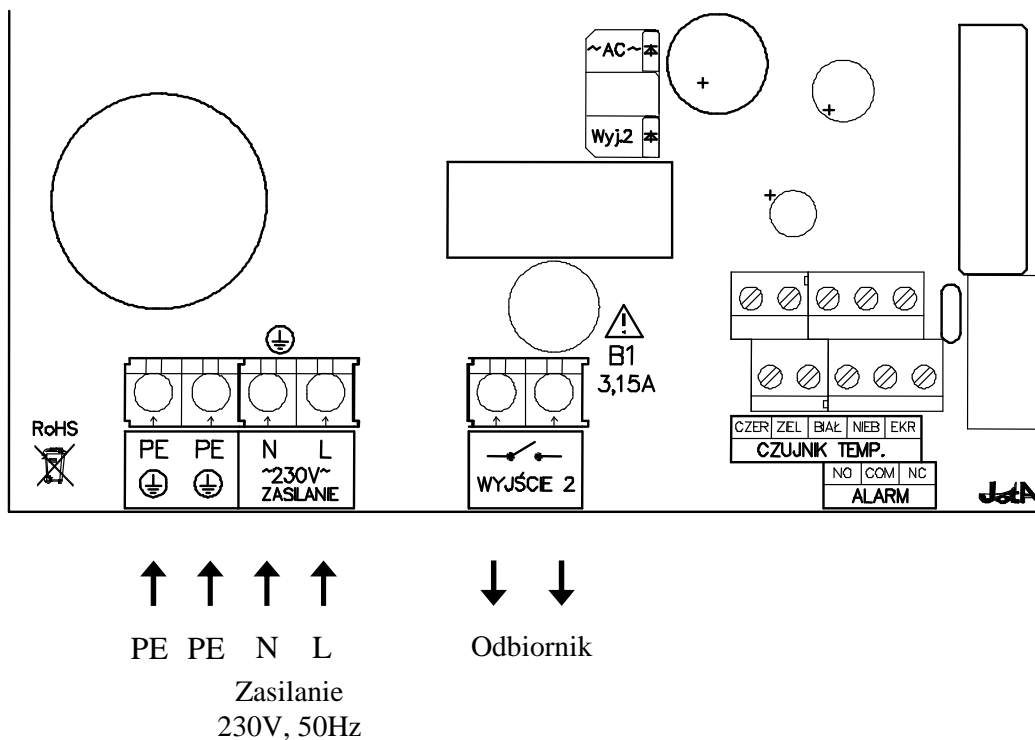 ~AC~
Wyj.2
B1
3,15A
RoHS
PE PE N L
~230V~
ZASILANIE
WYJŚCIE 2
CZER ZIEL BIAŁ NIEB EKR
CZUJNIK TEMP.
NO COM NC
ALARM
PE PE N L
Odbiornik
Zasilanie
230V, 50Hz